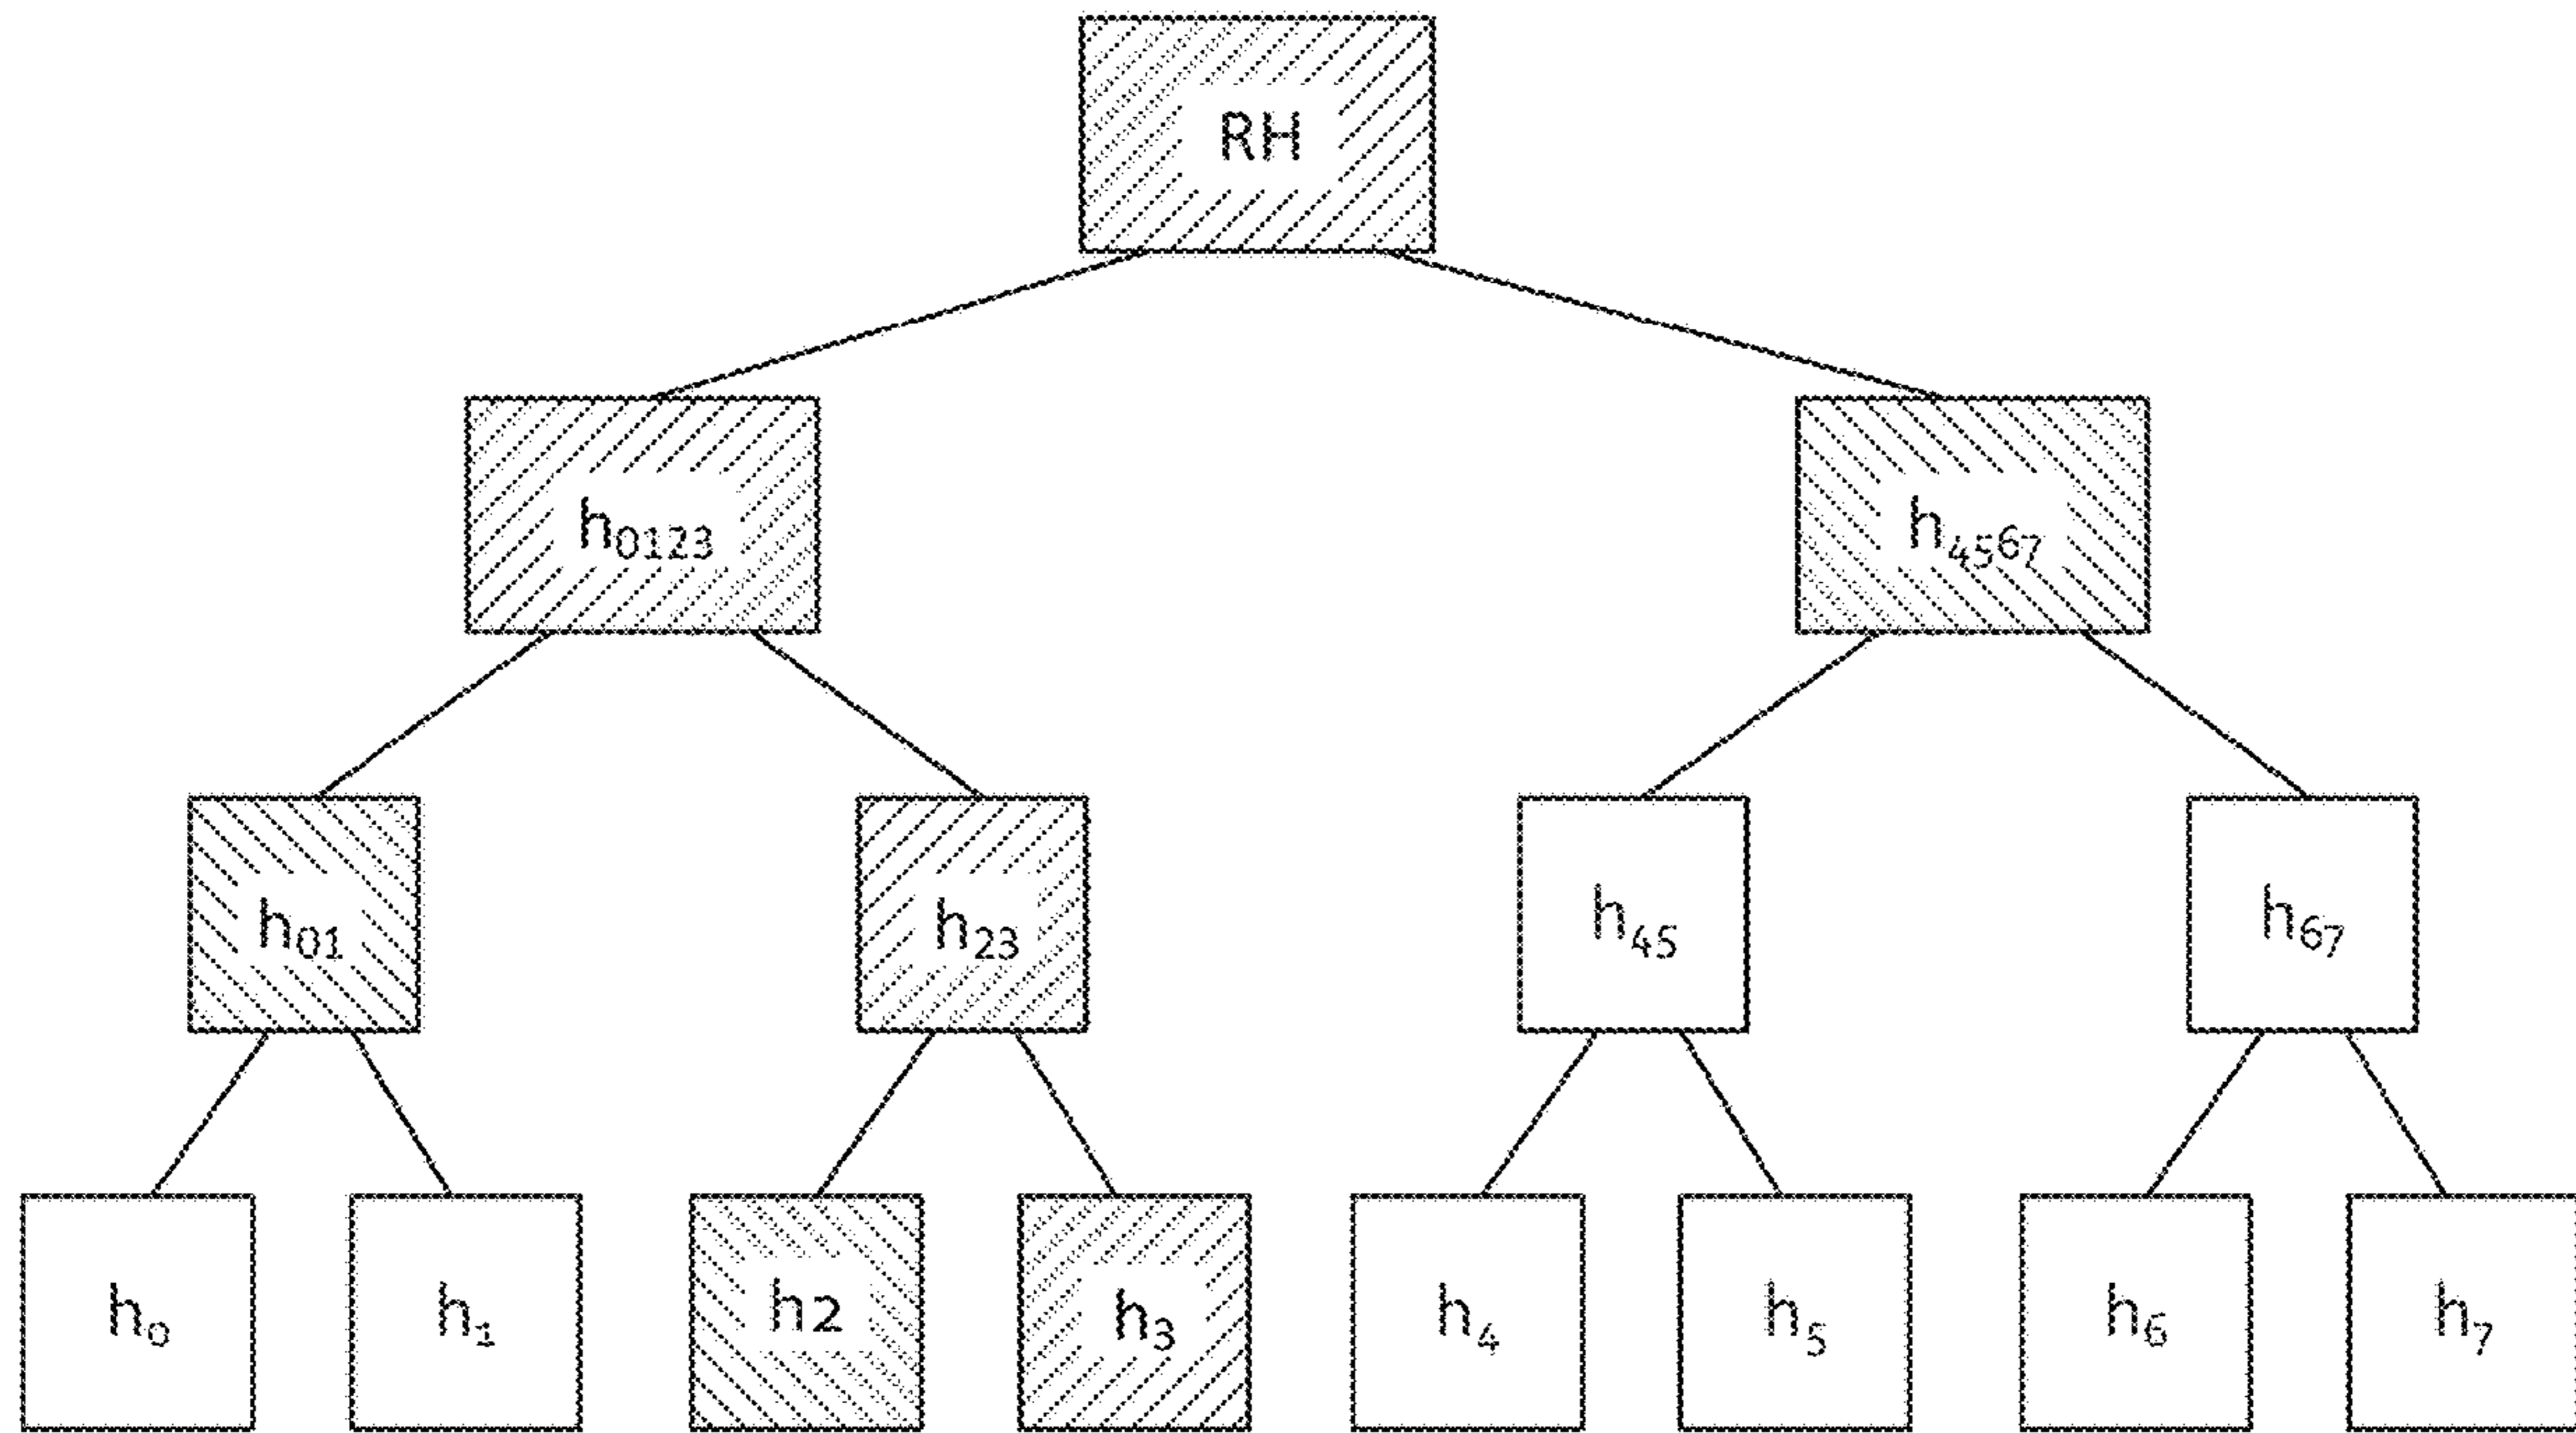 RH
h₀₁₂₃ h₄₅₆₇
h₀₁ h₂₃ h₄₅ h₆₇
h₀ h₁ h2 h₃ h₄ h₅ h₆ h₇